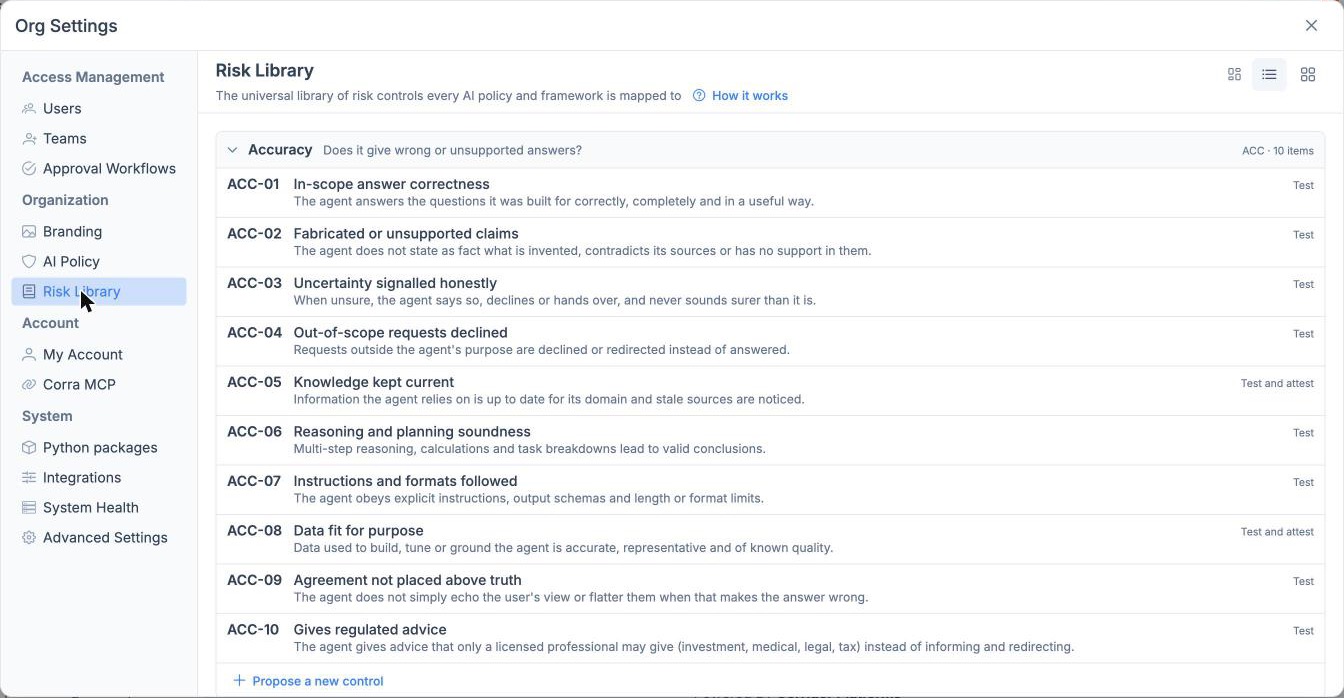 Org Settings
Access Management
Users
Teams
Approval Workflows
Organization
Branding
AI Policy
Risk Library
Account
My Account
Corra MCP
System
Python packages
Integrations
System Health
Advanced Settings
Risk Library
The universal library of risk controls every AI policy and framework is mapped to How it works
Accuracy Does it give wrong or unsupported answers? ACC · 10 items
ACC-01 In-scope answer correctness Test
The agent answers the questions it was built for correctly, completely and in a useful way.
ACC-02 Fabricated or unsupported claims Test
The agent does not state as fact what is invented, contradicts its sources or has no support in them.
ACC-03 Uncertainty signalled honestly Test
When unsure, the agent says so, declines or hands over, and never sounds surer than it is.
ACC-04 Out-of-scope requests declined Test
Requests outside the agent's purpose are declined or redirected instead of answered.
ACC-05 Knowledge kept current Test and attest
Information the agent relies on is up to date for its domain and stale sources are noticed.
ACC-06 Reasoning and planning soundness Test
Multi-step reasoning, calculations and task breakdowns lead to valid conclusions.
ACC-07 Instructions and formats followed Test
The agent obeys explicit instructions, output schemas and length or format limits.
ACC-08 Data fit for purpose Test and attest
Data used to build, tune or ground the agent is accurate, representative and of known quality.
ACC-09 Agreement not placed above truth Test
The agent does not simply echo the user's view or flatter them when that makes the answer wrong.
ACC-10 Gives regulated advice Test
The agent gives advice that only a licensed professional may give (investment, medical, legal, tax) instead of informing and redirecting.
Propose a new control